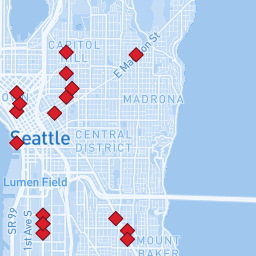 CAPITOL
HILL
E Madison St
MADRONA
Seattle
CENTRAL
DISTRICT
Lumen Field
SR 99
1st Ave S
MOUNT
BAKER